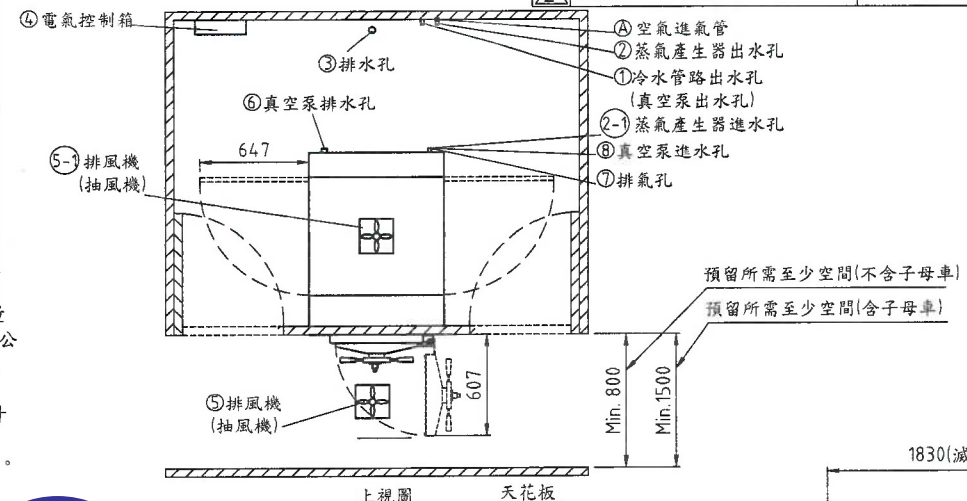 ④電氣控制箱
Ⓐ空氣進氣管
②蒸氣產生器出水孔
③排水孔
①冷水管路出水孔
(真空泵出水孔)
⑥真空泵排水孔
2-1蒸氣產生器進水孔
647
⑧真空泵進水孔
5-1排風機
(抽風機)
⑦排氣孔
預留所需至少空間(不含子母車)
預留所需至少空間(含子母車)
公
607
Min. 800
Min.1500
⑤排風機
(抽風機)
。
1830(滅
上視圖
天花板